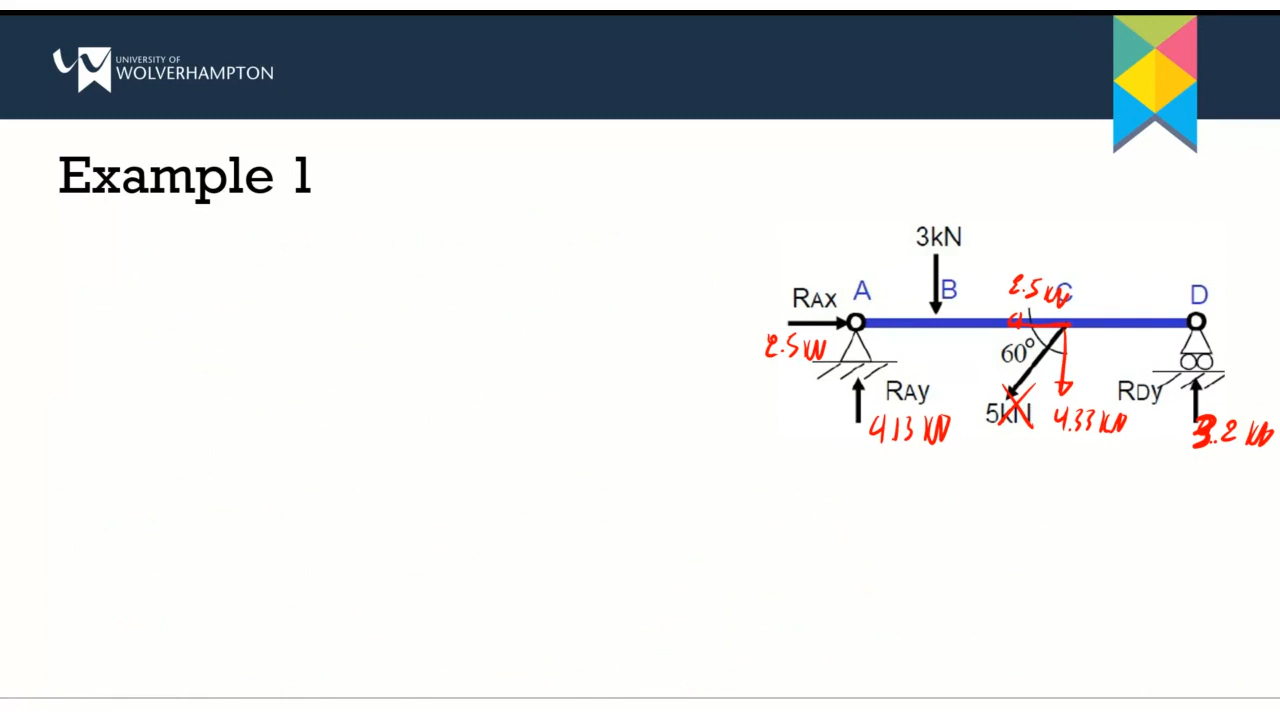 UNIVERSITY OF
WOLVERHAMPTON
Example 1
3kN
A
B
2.5 kN
C
D
RAX
2.5 kN
60°
RAy
5kN
4.33 kN
RDy
4.13 kN
3.2 kN